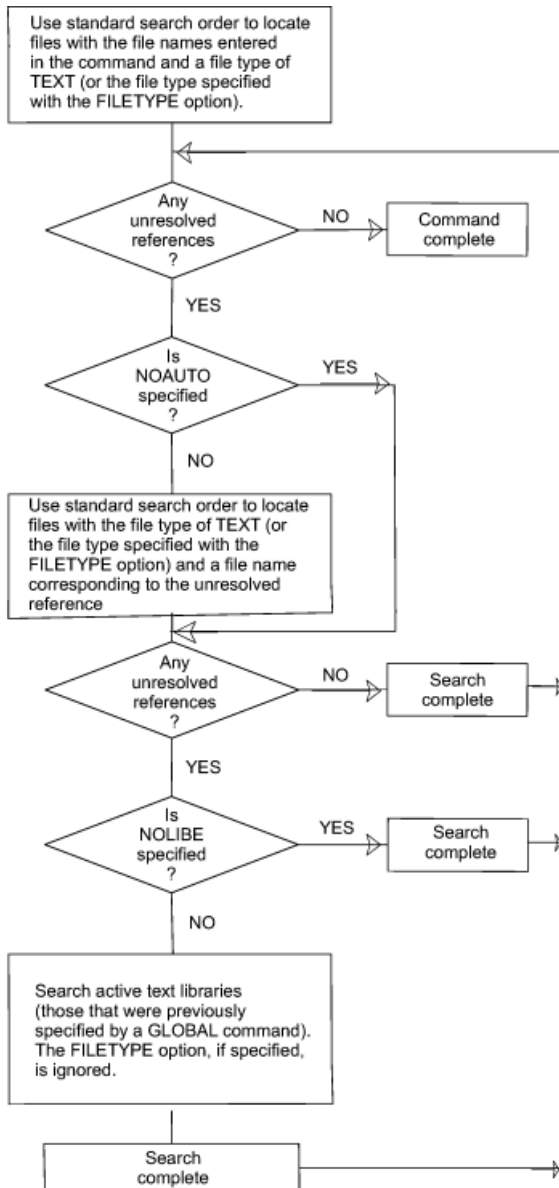 Use standard search order to locate
files with the file names entered
in the command and a file type of
TEXT (or the file type specified
with the FILETYPE option).
Any
unresolved
references
?
NO
Command
complete
YES
Is
NOAUTO
specified
?
YES
NO
Use standard search order to locate
files with the file type of TEXT (or
the file type specified with the
FILETYPE option) and a file name
corresponding to the unresolved
reference
Any
unresolved
references
?
NO
Search
complete
YES
Is
NOLIBE
specified
?
YES
Search
complete
NO
Search active text libraries
(those that were previously
specified by a GLOBAL command).
The FILETYPE option, if specified,
is ignored.
Search
complete